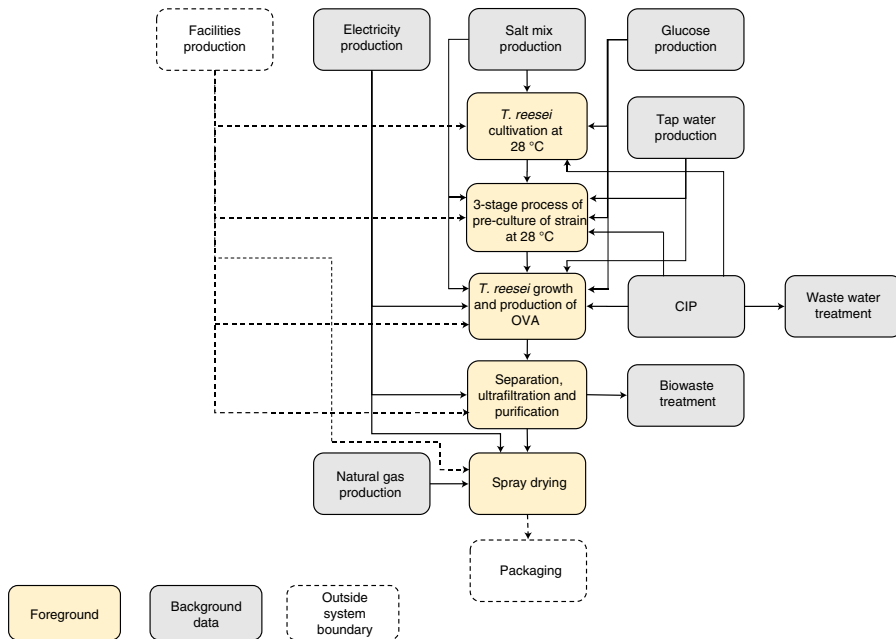 Facilities
production
Electricity
production
Salt mix
production
Glucose
production
T. reesei
cultivation at
28 °C
Tap water
production
3-stage process of
pre-culture of strain
at 28 °C
T. reesei growth
and production of
OVA
CIP
Waste water
treatment
Separation,
ultrafiltration and
purification
Biowaste
treatment
Natural gas
production
Spray drying
Packaging
Foreground
Background
data
Outside
system
boundary